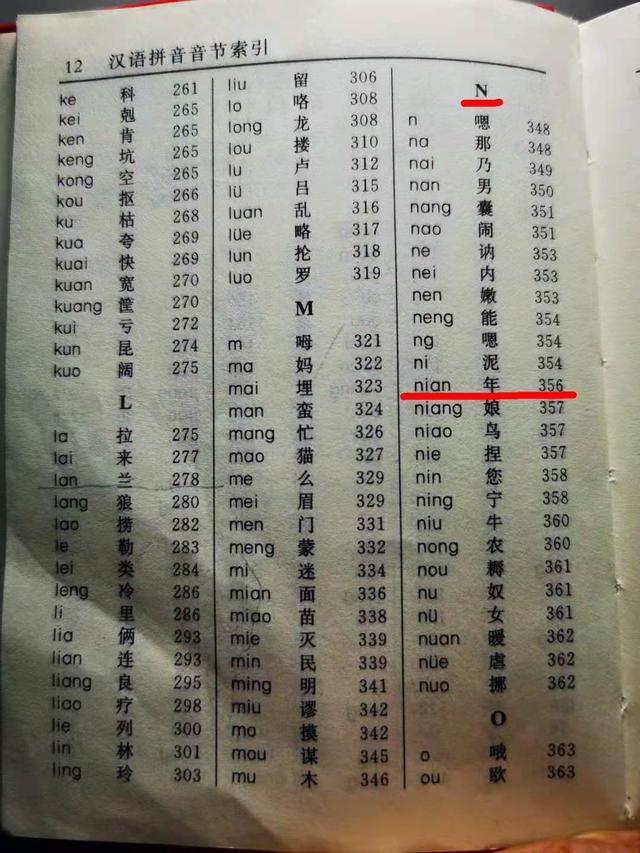 12 汉语拼音音节索引
ke 科 261
kei 剋 265
ken 肯 265
keng 坑 265
kong 空 265
kou 抠 266
ku 枯 268
kua 夸 269
kuai 快 269
kuan 宽 270
kuang 筐 270
kui 亏 272
kun 昆 274
kuo 阔 275
L
la 拉 275
lai 来 277
lan 兰 278
lang 狼 280
lao 捞 282
le 勒 283
lei 类 284
leng 冷 286
li 里 286
lia 俩 293
lian 连 293
liang 良 295
liao 疗 298
lie 列 300
lin 林 301
ling 玲 303
liu 留 306
lo 咯 308
long 龙 308
lou 搂 310
lu 卢 312
lü 吕 315
luan 乱 316
lüe 略 317
lun 抡 318
luo 罗 319
M
m 呣 321
ma 妈 322
mai 埋 323
man 蛮 324
mang 忙 326
mao 猫 327
me 么 329
mei 眉 329
men 门 331
meng 蒙 332
mi 迷 334
mian 面 336
miao 苗 338
mie 灭 339
min 民 339
ming 明 341
miu 谬 342
mo 摸 342
mou 谋 345
mu 木 346
N
n 嗯 348
na 那 348
nai 乃 349
nan 男 350
nang 囊 351
nao 闹 351
ne 讷 353
nei 内 353
nen 嫩 353
neng 能 354
ng 嗯 354
ni 泥 354
nian 年 356
niang 娘 357
niao 鸟 357
nie 捏 357
nin 您 358
ning 宁 358
niu 牛 360
nong 农 360
nou 耨 361
nu 奴 361
nü 女 361
nuan 暖 362
nüe 虐 362
nuo 挪 362
O
o 哦 363
ou 欧 363